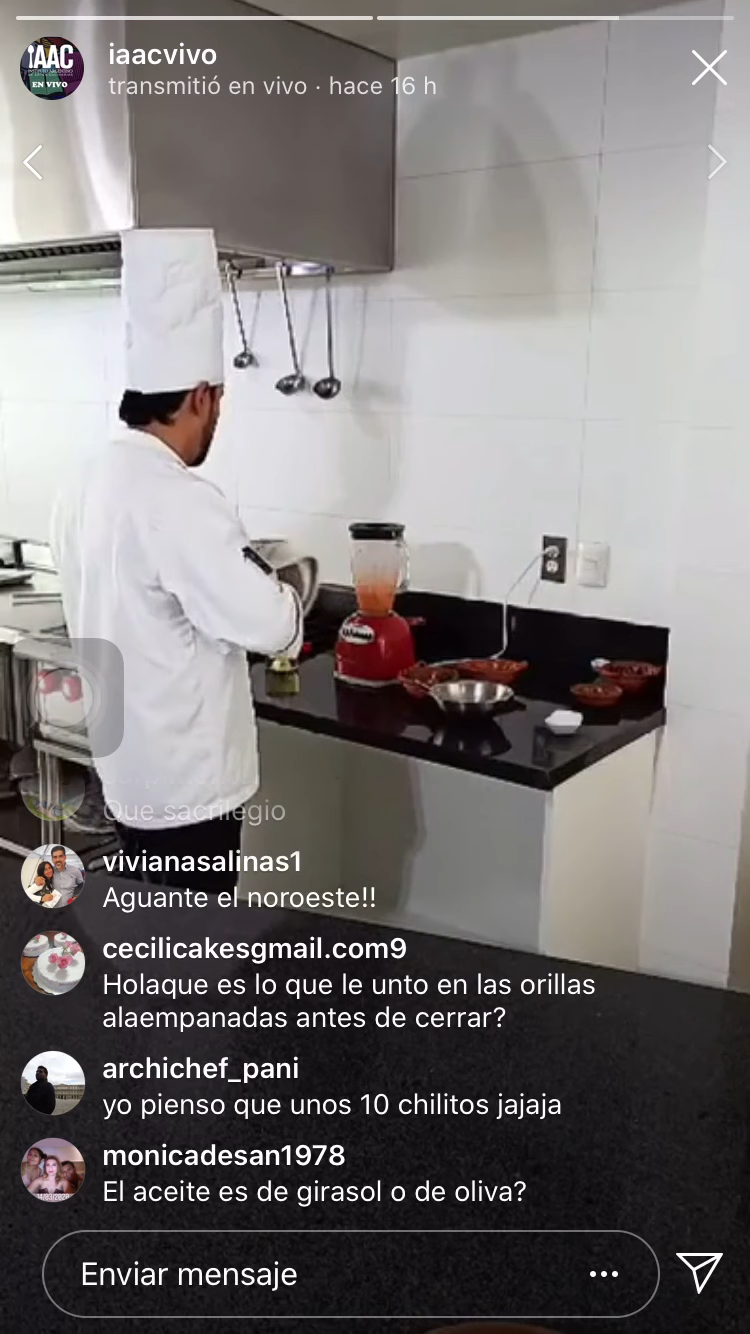 iAAC
EN VIVO
iaacvivo
transmitió en vivo · hace 16 h
Que sacrilegio
vivianasalinas1
Aguante el noroeste!!
cecilicakesgmail.com9
Holaque es lo que le unto en las orillas
alaempanadas antes de cerrar?
archichef_pani
yo pienso que unos 10 chilitos jajaja
monicadesan1978
El aceite es de girasol o de oliva?
Enviar mensaje